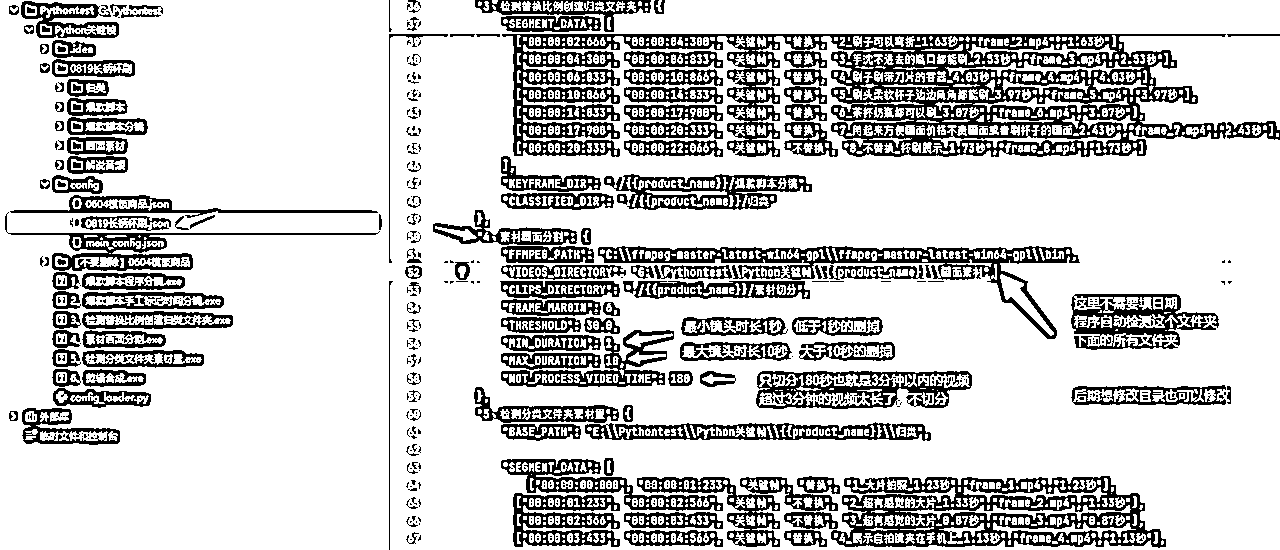 Pythontest G:\Pythontest
Python关键帧
.idea
0819长柄杯刷
归类
爆款脚本
爆款脚本分镜
画面素材
解说音频
config
0604模板商品.json
0819长柄杯刷.json
main_config.json
【不要删除】0604模板商品
1、爆款脚本程序分镜.exe
2、爆款脚本手工标记时间分镜.exe
3、检测替换比例创建归类文件夹.exe
4、素材画面分割.exe
5、检测分类文件夹素材量.exe
config_loader.py
外部库
临时文件和控制台
36 "3、检测替换比例创建归类文件夹": {
37 "SEGMENT_DATA": [
39 ["00:00:02:666", "00:00:04:300", "关键帧", "替换", "2_刷子可以弯折_1.63秒","frame_2.mp4","1.63秒"],
40 ["00:00:04:300", "00:00:06:833", "关键帧", "替换", "3_手沈不进去的瓶口都能刷_2.53秒","frame_3.mp4","2.53秒"],
41 ["00:00:06:833", "00:00:10:866", "关键帧", "替换", "4_刷子刷带刀片的容器_4.03秒","frame_4.mp4","4.03秒"],
42 ["00:00:10:866", "00:00:14:833", "关键帧", "替换", "5_刷头柔软杯子边边角角都能刷_3.97秒","frame_5.mp4","3.97秒"],
43 ["00:00:14:833", "00:00:17:900", "关键帧", "替换", "6_茶杯奶瓶都可以刷_3.07秒","frame_6.mp4","3.07秒"],
44 ["00:00:17:900", "00:00:20:333", "关键帧", "替换", "7_用起来方便画面价格不贵画面或者刷杯子的画面_2.43秒","frame_7.mp4","2.43秒"],
45 ["00:00:20:333", "00:00:22:066", "关键帧", "不替换", "8_不替换_杯刷展示_1.73秒","frame_8.mp4","1.73秒"]
46 ],
47 "KEYFRAME_DIR": "./{{product_name}}/爆款脚本分镜",
48 "CLASSIFIED_DIR": "./{{product_name}}/归类"
49 },
50 "4、素材画面分割": {
51 "FFMPEG_PATH": "C:\\ffmpeg-master-latest-win64-gpl\\ffmpeg-master-latest-win64-gpl\\bin",
52 "VIDEOS_DIRECTORY": "G:\\Pythontest\\Python关键帧\\{{product_name}}\\画面素材",
53 "CLIPS_DIRECTORY": "./{{product_name}}/素材切分",
这里不需要填日期
54 "FRAME_MARGIN": 6,
程序自动检测这个文件夹
55 "THRESHOLD": 30.0,
最小镜头时长1秒，低于1秒的删掉
下面的所有文件夹
56 "MIN_DURATION": 1,
最大镜头时长10秒，大于10秒的删掉
57 "MAX_DURATION": 10,
58 "NOT_PROCESS_VIDEO_TIME": 180
只切分180秒也就是3分钟以内的视频
超过3分钟的视频太长了，不切分
后期想修改目录也可以修改
59 },
60 "5、检测分类文件夹素材量": {
61 "BASE_PATH": "E:\\Pythontest\\Python关键帧\\{{product_name}}\\归类",
62
63 "SEGMENT_DATA": [
64 ["00:00:00:000", "00:00:01:233", "关键帧", "替换", "1_大片拍照_1.23秒","frame_1.mp4","1.23秒"],
65 ["00:00:01:233", "00:00:02:566", "关键帧", "不替换", "2_超有感觉的大片_1.33秒","frame_2.mp4","1.33秒"],
66 ["00:00:02:566", "00:00:03:433", "关键帧", "不替换", "3_超有感觉的大片_0.87秒","frame_3.mp4","0.87秒"],
67 ["00:00:03:433", "00:00:04:566", "关键帧", "替换", "4_展示自拍镜夹在手机上_1.13秒","frame_4.mp4","1.13秒"],